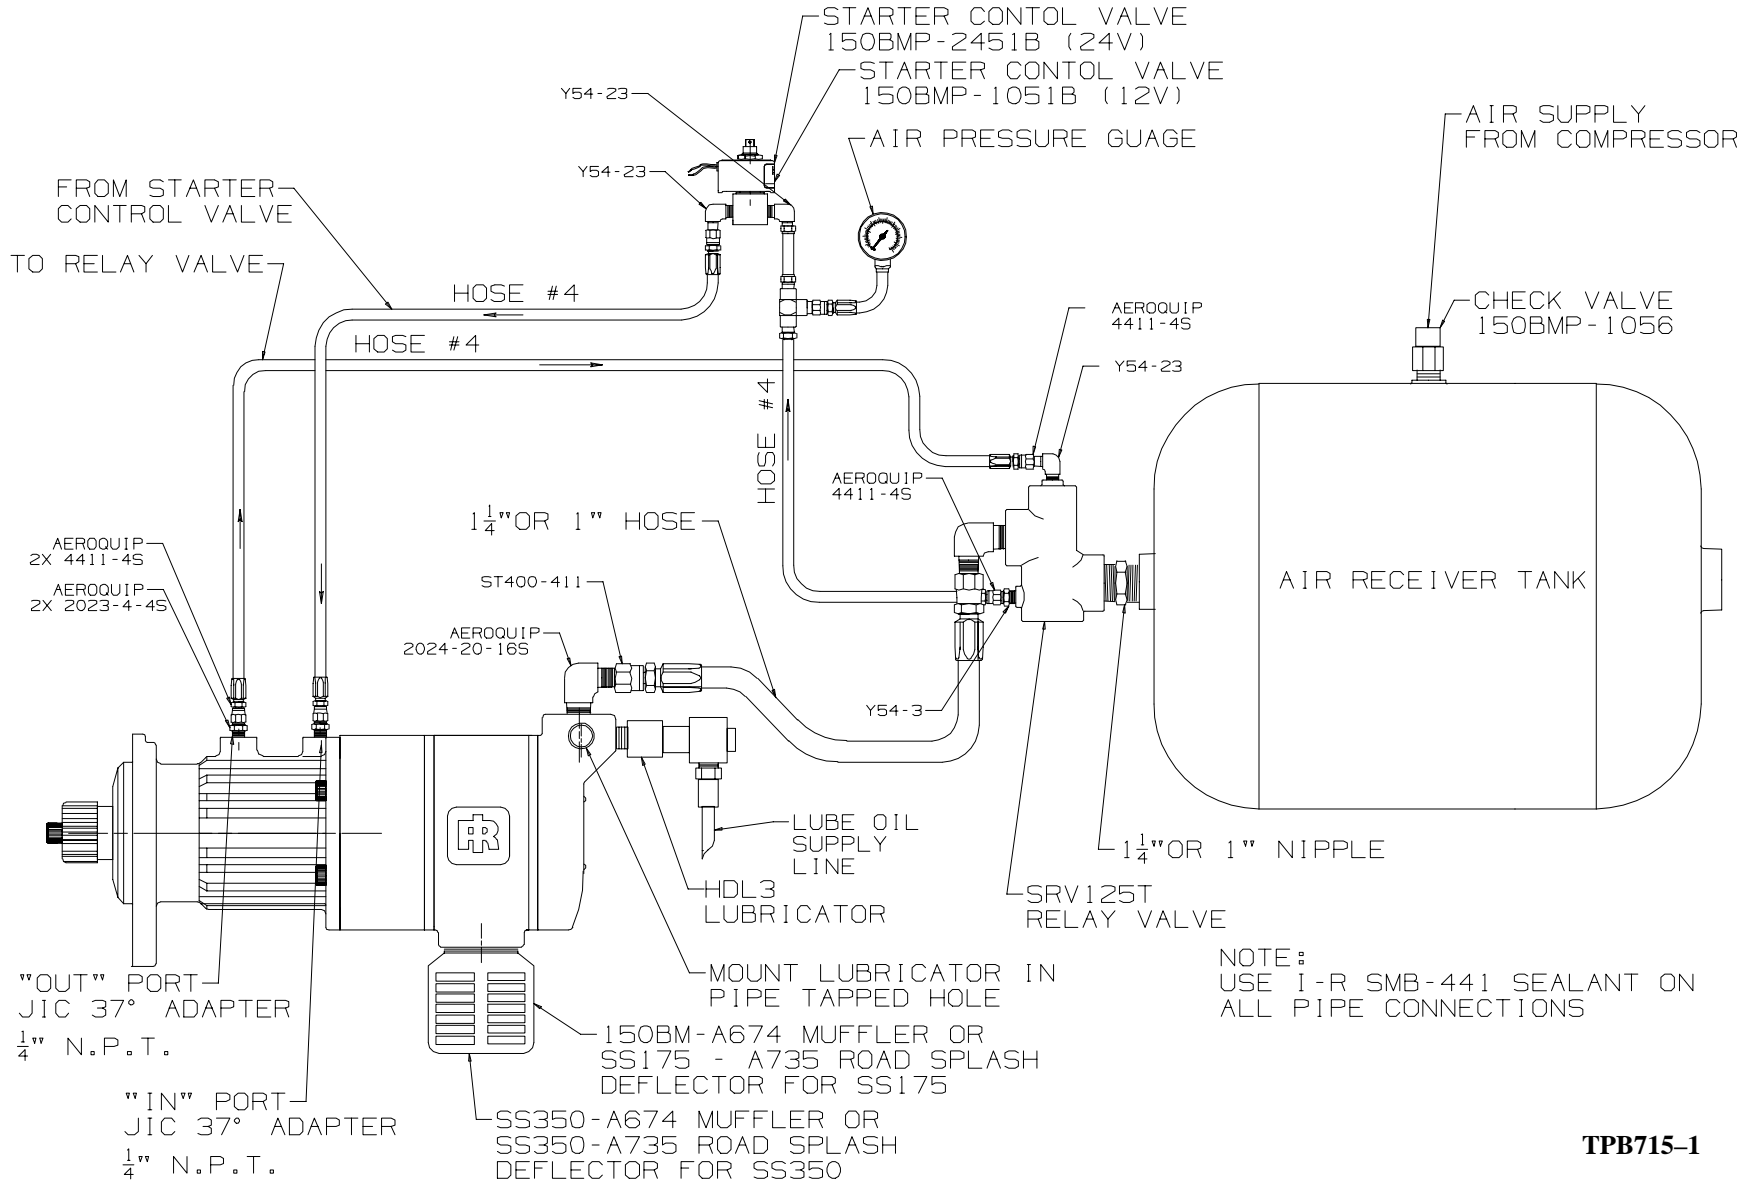 STARTER CONTOL VALVE
150BMP-2451B (24V)
STARTER CONTOL VALVE
150BMP-1051B (12V)
Y54-23
AIR PRESSURE GUAGE
AIR SUPPLY
FROM COMPRESSOR
Y54-23
FROM STARTER
CONTROL VALVE
TO RELAY VALVE
HOSE #4
HOSE #4
HOSE #4
AEROQUIP
4411-4S
Y54-23
CHECK VALVE
150BMP-1056
AEROQUIP
4411-4S
1 1/4" OR 1" HOSE
AEROQUIP
2X 4411-4S
AEROQUIP
2X 2023-4-4S
ST400-411
AEROQUIP
2024-20-16S
AIR RECEIVER TANK
Y54-3
IR
LUBE OIL
SUPPLY
LINE
1 1/4" OR 1" NIPPLE
HDL3
LUBRICATOR
SRV125T
RELAY VALVE
"OUT" PORT
JIC 37° ADAPTER
1/4" N.P.T.
MOUNT LUBRICATOR IN
PIPE TAPPED HOLE
NOTE:
USE I-R SMB-441 SEALANT ON
ALL PIPE CONNECTIONS
150BM-A674 MUFFLER OR
SS175 - A735 ROAD SPLASH
DEFLECTOR FOR SS175
"IN" PORT
JIC 37° ADAPTER
1/4" N.P.T.
SS350-A674 MUFFLER OR
SS350-A735 ROAD SPLASH
DEFLECTOR FOR SS350
TPB715–1